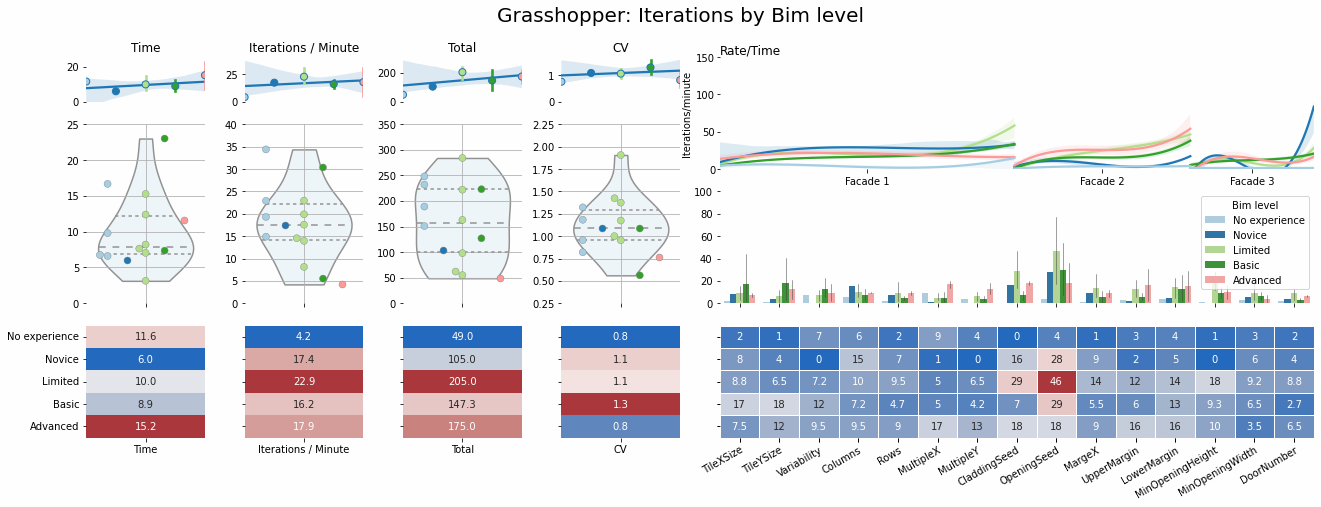 Grasshopper: Iterations by Bim level
Time
Iterations / Minute
Total
CV
Rate/Time
20
0
25
0
200
0
1
0
150
100
50
0
Iterations/minute
Facade 1
Facade 2
Facade 3
25
20
15
10
5
0
40
35
30
25
20
15
10
5
0
350
300
250
200
150
100
50
0
2.25
2.00
1.75
1.50
1.25
1.00
0.75
0.50
0.25
100
80
60
40
20
0
Bim level
No experience
Novice
Limited
Basic
Advanced
No experience 11.6 4.2 49.0 0.8 2 1 7 6 2 9 4 0 4 1 3 4 1 3 2
Novice 6.0 17.4 105.0 1.1 8 4 0 15 7 1 0 16 28 9 2 5 0 6 4
Limited 10.0 22.9 205.0 1.1 8.8 6.5 7.2 10 9.5 5 6.5 29 46 14 12 14 18 9.2 8.8
Basic 8.9 16.2 147.3 1.3 17 18 12 7.2 4.7 5 4.2 7 29 5.5 6 13 9.3 6.5 2.7
Advanced 15.2 17.9 175.0 0.8 7.5 12 9.5 9.5 9 17 13 18 18 9 16 16 10 3.5 6.5
Time
Iterations / Minute
Total
CV
TileXSize
TileYSize
Variability
Columns
Rows
MultipleX
MultipleY
CladdingSeed
OpeningSeed
MargeX
UpperMargin
LowerMargin
MinOpeningHeight
MinOpeningWidth
DoorNumber